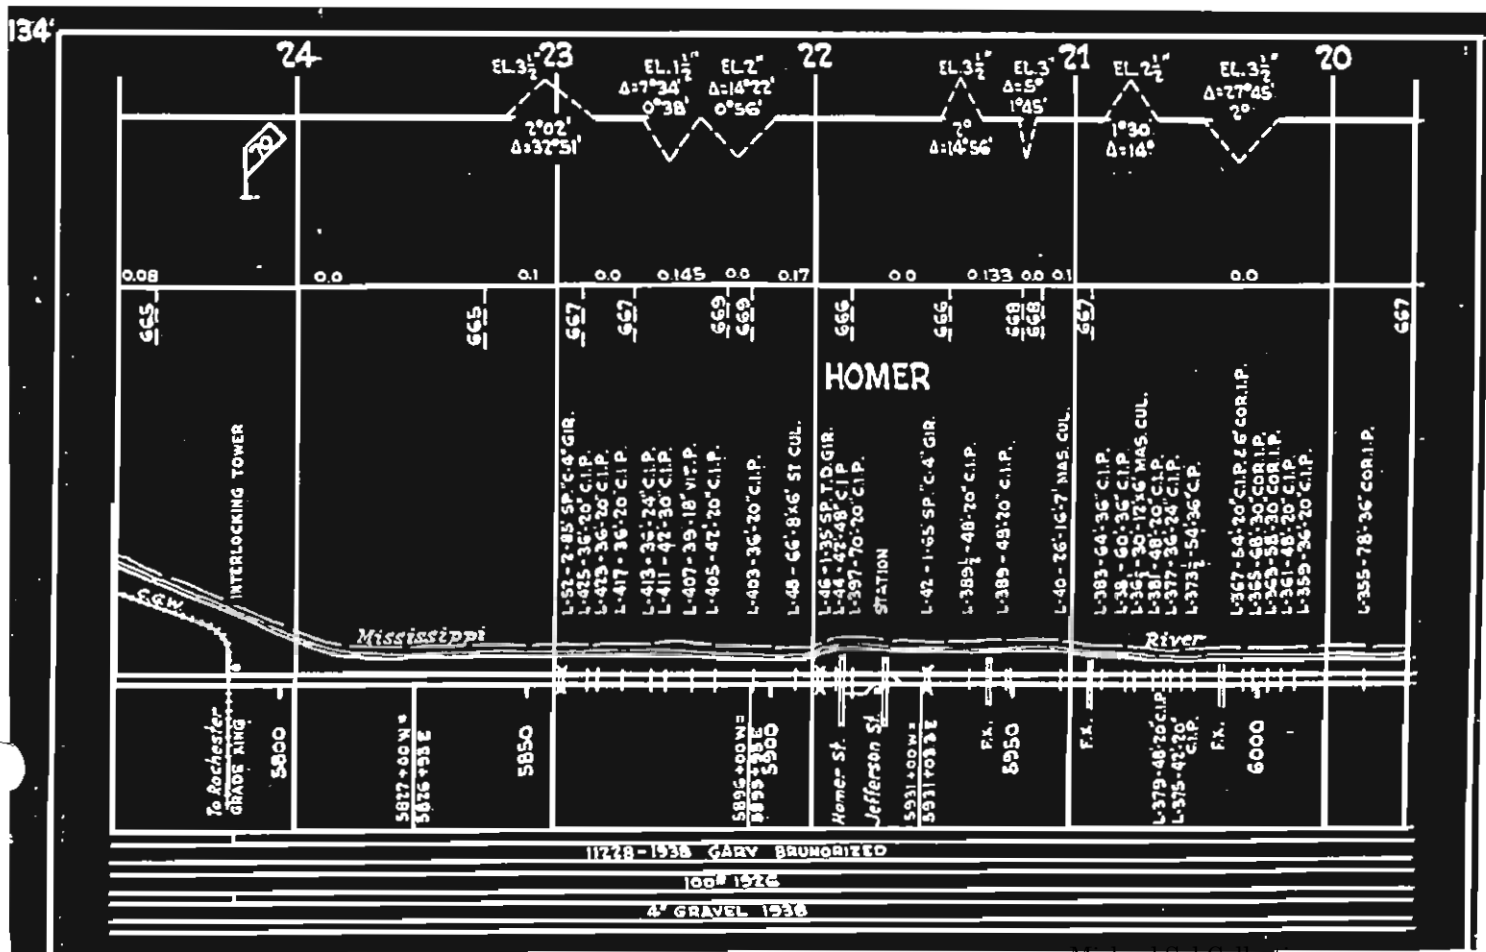 134'
24
23
22
21
20
EL.3½"
EL.1½"
EL.2"
EL.3½"
EL.3"
EL.2½"
EL.3½"
Δ=7°34'
0°38'
Δ=14°22'
0°56'
Δ=5°
1°45'
Δ=27°45'
2°
2°02'
Δ=32°51'
2°
Δ=14°56'
1°30'
Δ=14°
70
0.08
0.0
0.1
0.0
0.145
0.0
0.17
0.0
0.133
0.0
0.1
0.0
665
665
667
667
669
669
666
666
668
668
667
667
HOMER
INTERLOCKING TOWER
L-52-2-85' SP."C-4" GIR.
L-425-36'-20" C.I.P.
L-423-36'-20" C.I.P.
L-417-36'-20" C.I.P.
L-413-36'-24" C.I.P.
L-411-42'-30" C.I.P.
L-407-39'-18" VIT.P.
L-405-42'-20" C.I.P.
L-403-36'-20" C.I.P.
L-48-66'-8'X6' ST CUL.
L-46-1-35' SP. T.D. GIR.
L-44-42'-48" C.I.P
L-397-70'-20" C.I.P.
STATION
L-42-1-65' SP. "C-4" GIR.
L-389½-48'-20" C.I.P.
L-389-48'-20" C.I.P.
L-40-26'-16'-7' MAS. CUL.
L-383-64'-36" C.I.P.
L-38-60'-36" C.I.P.
L-36½-30'-12'X6' MAS. CUL.
L-381-48'-20" C.I.P.
L-377-36'-24" C.I.P.
L-373½-54'-36" C.I.P.
L-367-54'-20" C.I.P. & 6' COR.I.P.
L-365-68'-30" COR.I.P.
L-363-58'-30" COR.I.P.
L-361-48'-20" C.I.P.
L-359-36'-20" C.I.P.
L-355-78'-36" COR.I.P.
C.G.W.
Mississippi
River
To Rochester
GRADE XING
5800
5827+00 W=
5826+93 E
5850
5896+00 W=
5900
Homer St.
Jefferson St.
5931+00 W=
F.X.
5950
F.X.
L-379-48'-20" C.I.P.
L-375-42'-20" C.I.P.
F.X.
6000
11228-1938 GARY BRUNORIZED
100# 1926
4" GRAVEL 1938